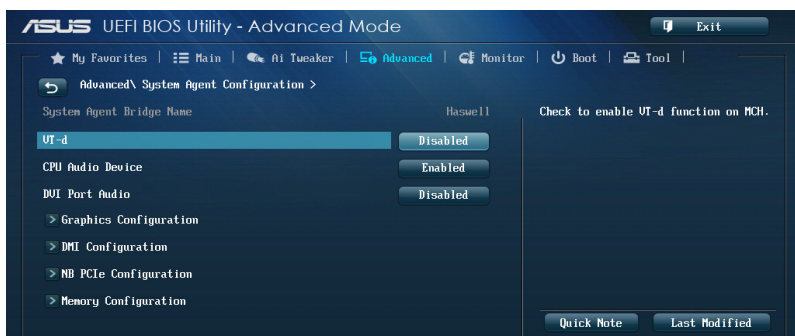 ASUS UEFI BIOS Utility - Advanced Mode
Exit
My Favorites | Main | Ai Tweaker | Advanced | Monitor | Boot | Tool |
Advanced\ System Agent Configuration >
System Agent Bridge Name Haswell
VT-d Disabled
CPU Audio Device Enabled
DVI Port Audio Disabled
> Graphics Configuration
> DMI Configuration
> NB PCIe Configuration
> Memory Configuration
Check to enable VT-d function on MCH.
Quick Note Last Modified